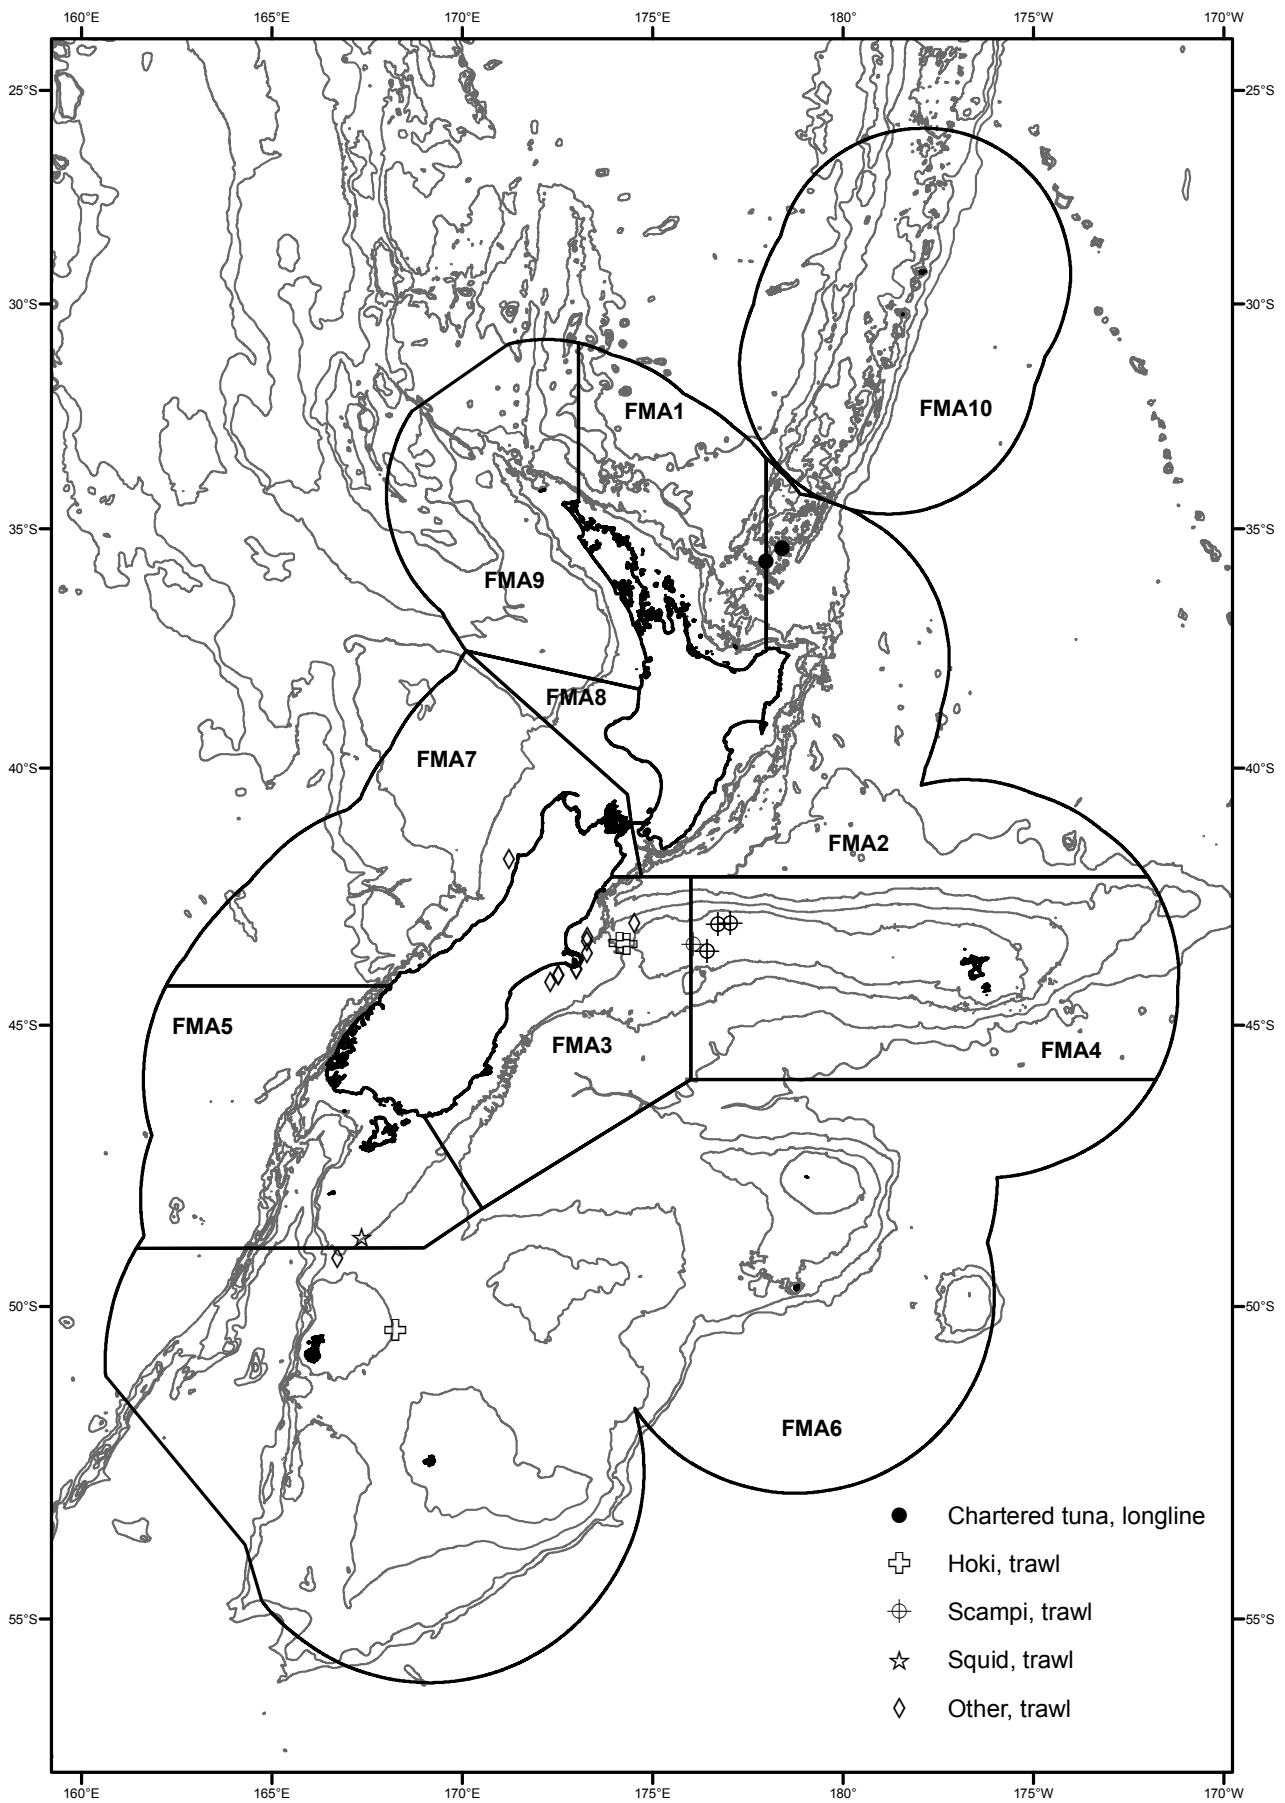 160°E 165°E 170°E 175°E 180° 175°W 170°W
25°S 25°S
30°S 30°S
FMA1 FMA10
35°S 35°S
FMA9
FMA8
FMA7
40°S 40°S
FMA2
FMA5 45°S 45°S
FMA3 FMA4
50°S 50°S
FMA6
Chartered tuna, longline
Hoki, trawl
Scampi, trawl
55°S 55°S
Squid, trawl
Other, trawl
160°E 165°E 170°E 175°E 180° 175°W 170°W